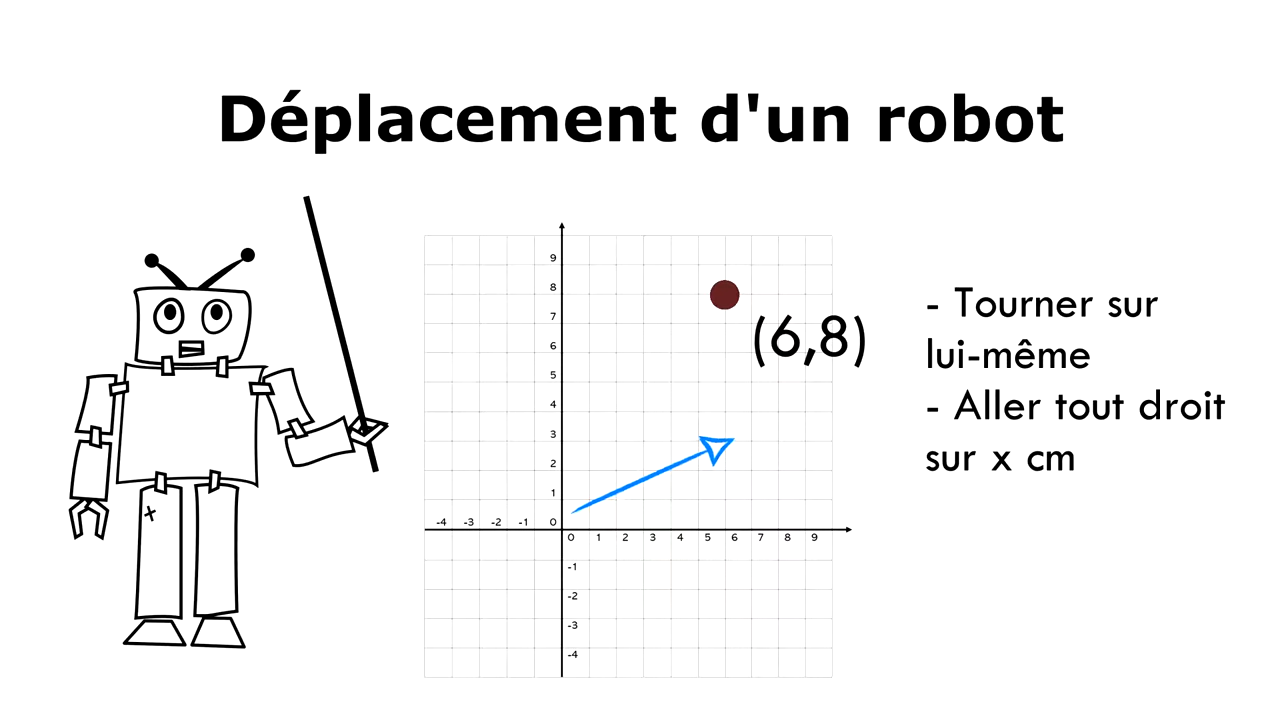 Déplacement d'un robot
9
8
7
6
5
4
3
2
1
0
-4 -3 -2 -1
0 1 2 3 4 5 6 7 8 9
-1
-2
-3
-4
(6,8)
- Tourner sur
lui-même
- Aller tout droit
sur x cm
x